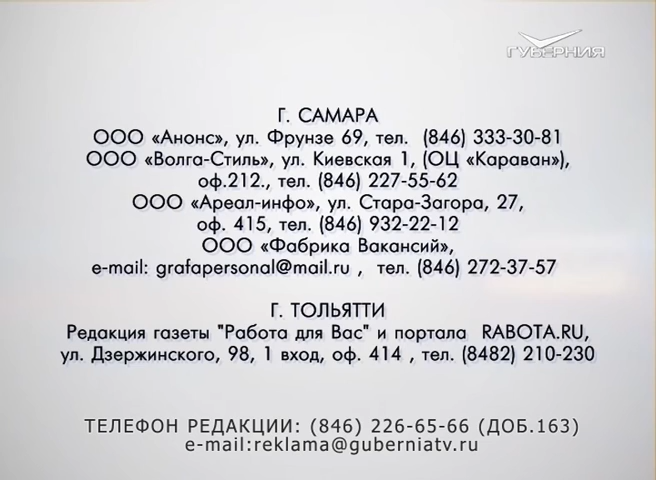 ГУБЕРНИЯ
Г. САМАРА
ООО «Анонс», ул. Фрунзе 69, тел. (846) 333-30-81
ООО «Волга-Стиль», ул. Киевская 1, (ОЦ «Караван»),
оф.212., тел. (846) 227-55-62
ООО «Ареал-инфо», ул. Стара-Загора, 27,
оф. 415, тел. (846) 932-22-12
ООО «Фабрика Вакансий»,
e-mail: grafapersonal@mail.ru , тел. (846) 272-37-57
Г. ТОЛЬЯТТИ
Редакция газеты "Работа для Вас" и портала RABOTA.RU,
ул. Дзержинского, 98, 1 вход, оф. 414 , тел. (8482) 210-230
ТЕЛЕФОН РЕДАКЦИИ: (846) 226-65-66 (ДОБ.163)
e-mail:reklama@guberniatv.ru